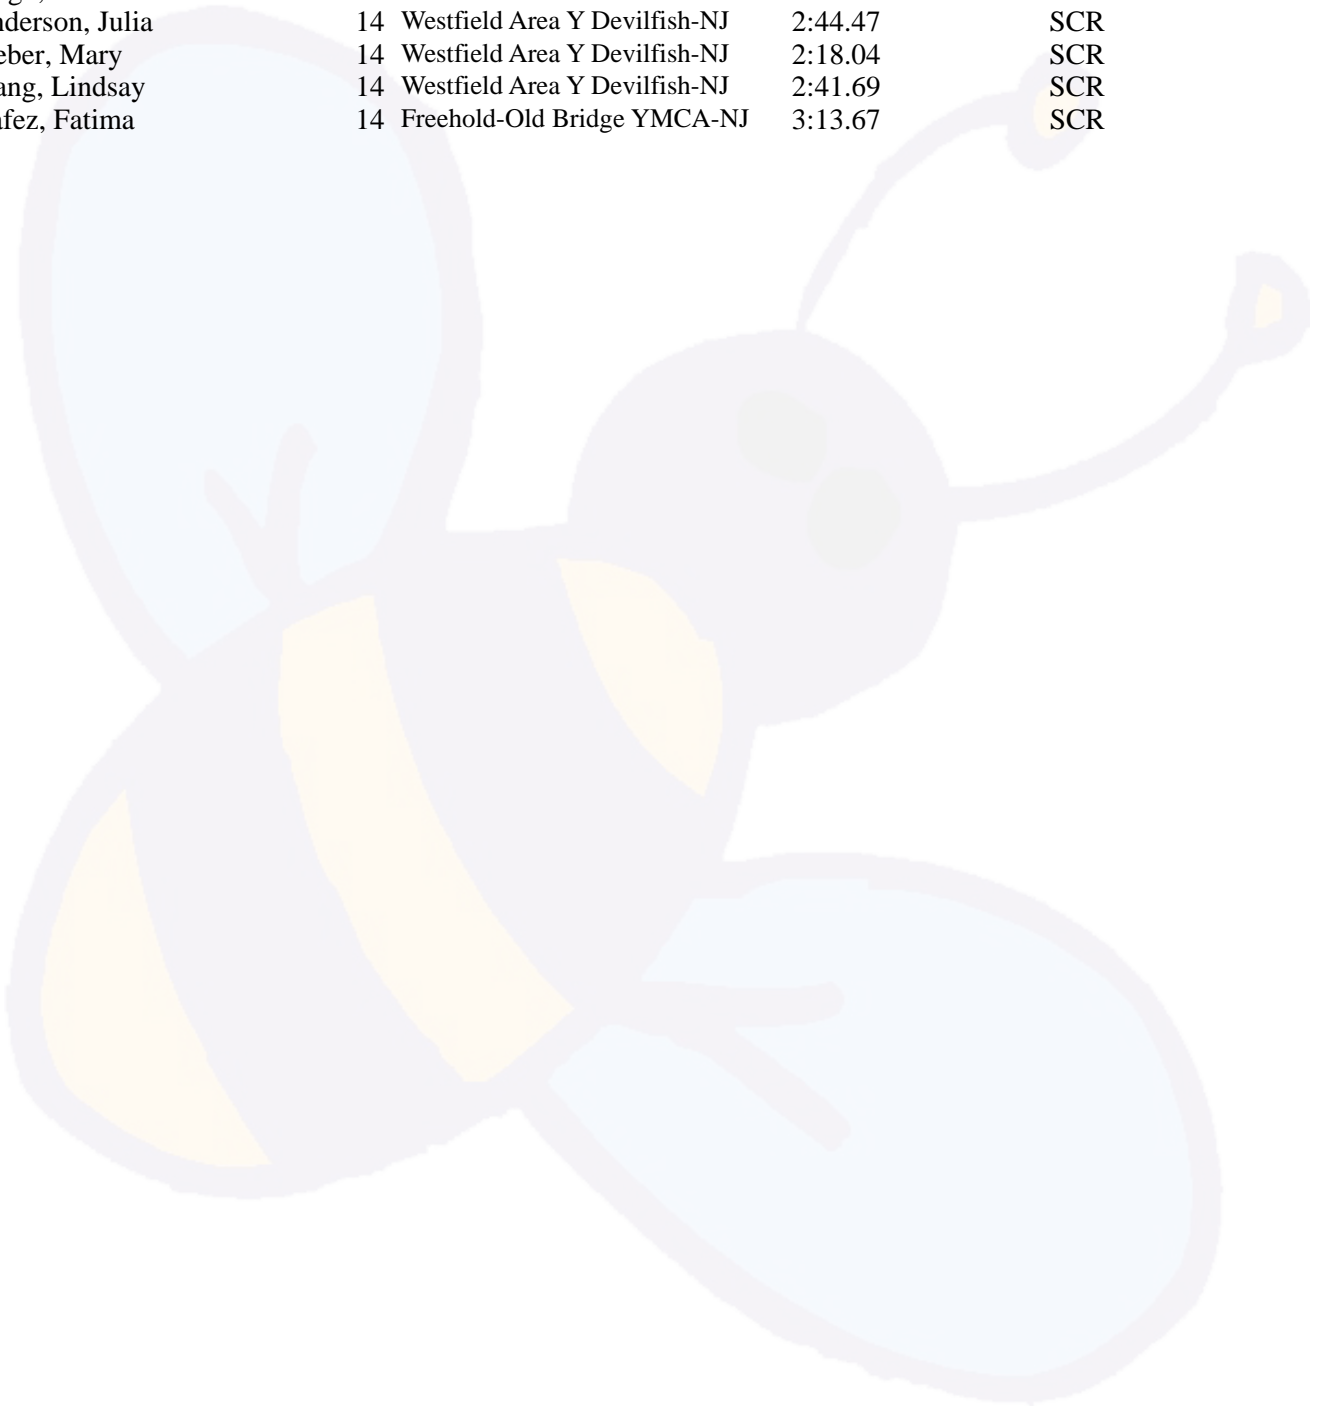 nderson, Julia 14 Westfield Area Y Devilfish-NJ 2:44.47 SCR
eber, Mary 14 Westfield Area Y Devilfish-NJ 2:18.04 SCR
ang, Lindsay 14 Westfield Area Y Devilfish-NJ 2:41.69 SCR
afez, Fatima 14 Freehold-Old Bridge YMCA-NJ 3:13.67 SCR